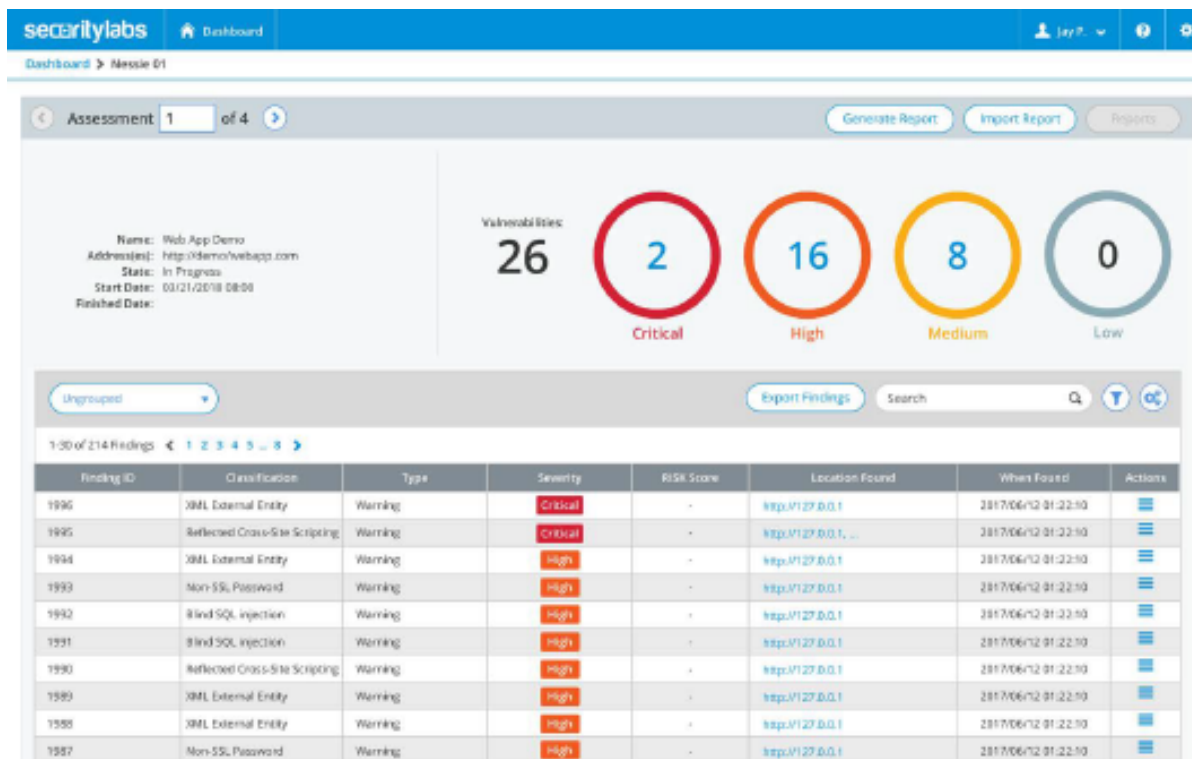 securitylabs Dashboard Jay P.
Dashboard > Nessie 01
Assessment 1 of 4 Generate Report Import Report Reports
Name: Web App Demo
Address(es): http://demo/webapp.com
State: In Progress
Start Date: 03/21/2018 08:00
Finished Date:
Vulnerabilities:
26
2 16 8 0
Critical High Medium Low
Ungrouped Export Findings Search
1-30 of 214 Findings 1 2 3 4 5 ... 8
Finding ID Classification Type Severity RISK Score Location Found When Found Actions
1996 XML External Entity Warning Critical - http://127.0.0.1 2017/06/12 01:22:10
1995 Reflected Cross-Site Scripting Warning Critical - http://127.0.0.1, ... 2017/06/12 01:22:10
1994 XML External Entity Warning High - http://127.0.0.1 2017/06/12 01:22:10
1993 Non-SSL Password Warning High - http://127.0.0.1 2017/06/12 01:22:10
1992 Blind SQL injection Warning High - http://127.0.0.1 2017/06/12 01:22:10
1991 Blind SQL injection Warning High - http://127.0.0.1 2017/06/12 01:22:10
1990 Reflected Cross-Site Scripting Warning High - http://127.0.0.1 2017/06/12 01:22:10
1989 XML External Entity Warning High - http://127.0.0.1 2017/06/12 01:22:10
1988 XML External Entity Warning High - http://127.0.0.1 2017/06/12 01:22:10
1987 Non-SSL Password Warning High - http://127.0.0.1 2017/06/12 01:22:10